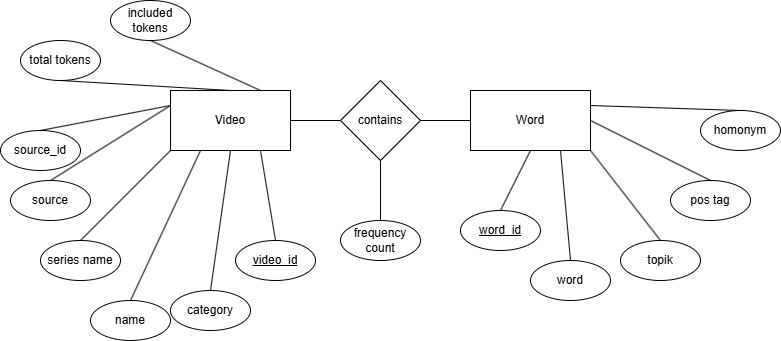 included
tokens
total tokens
Video
contains
Word
homonym
source_id
source
pos tag
series name
video_id
frequency
count
word_id
topik
word
name
category